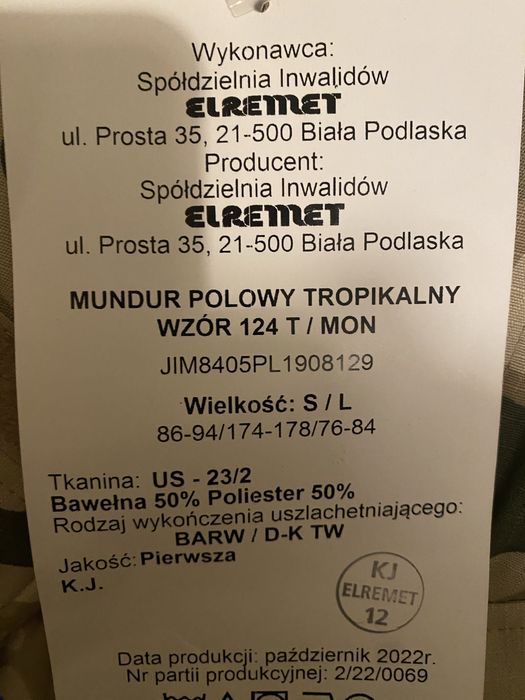 Wykonawca:
Spółdzielnia Inwalidów
ELREMET
ul. Prosta 35, 21-500 Biała Podlaska
Producent:
Spółdzielnia Inwalidów
ELREMET
ul. Prosta 35, 21-500 Biała Podlaska
MUNDUR POLOWY TROPIKALNY
WZÓR 124 T / MON
JIM8405PL1908129
Wielkość: S / L
86-94/174-178/76-84
Tkanina: US - 23/2
Bawełna 50% Poliester 50%
Rodzaj wykończenia uszlachetniającego:
BARW / D-K TW
Jakość: Pierwsza
K.J.
KJ
ELREMET
12
Data produkcji: październik 2022r.
Nr partii produkcyjnej: 2/22/0069